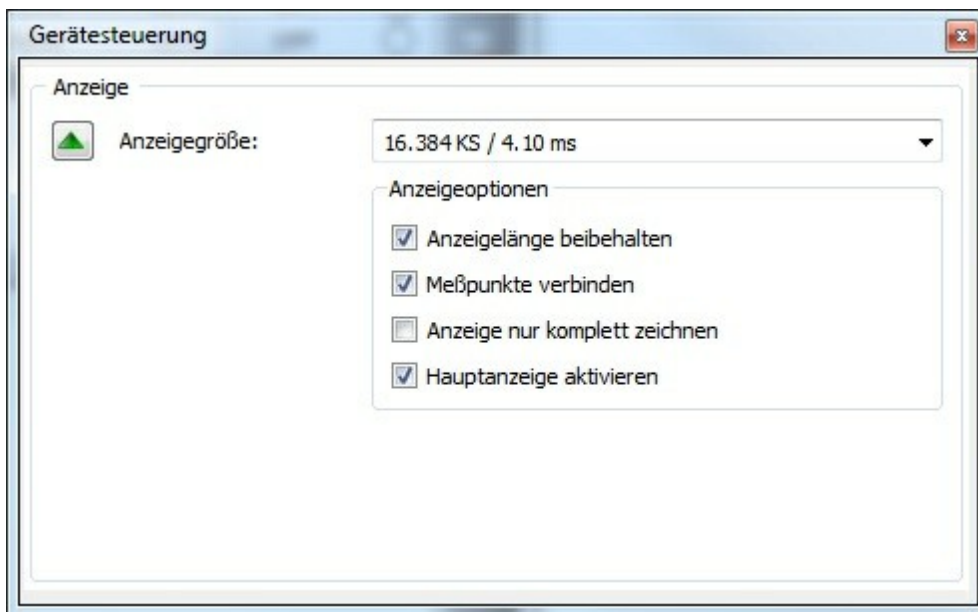 Gerätesteuerung
Anzeige
Anzeigegröße:
16.384 KS / 4.10 ms
Anzeigeoptionen
Anzeigelänge beibehalten
Meßpunkte verbinden
Anzeige nur komplett zeichnen
Hauptanzeige aktivieren